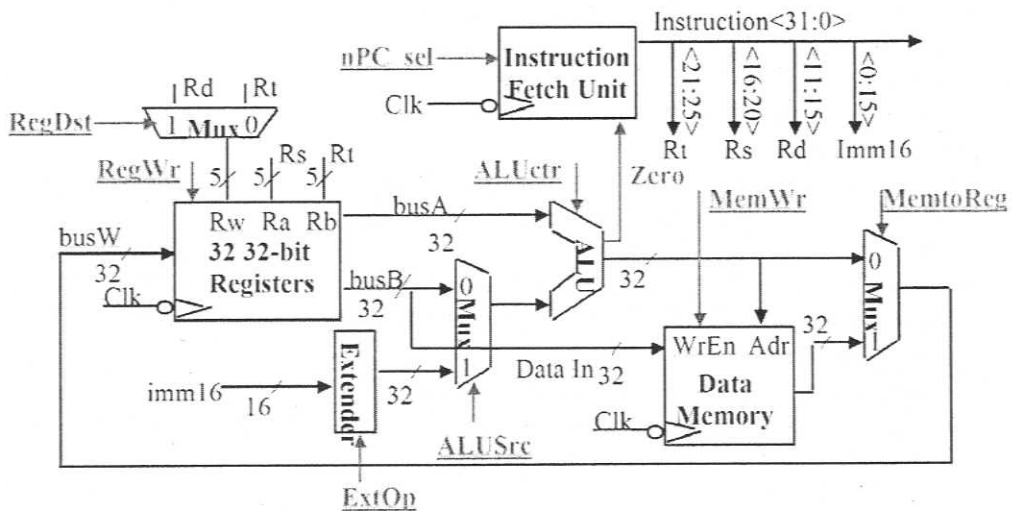 Instruction<31:0>
nPC sel
Instruction
Fetch Unit
Clk
<21:25>
<16:20>
<11:15>
<0:15>
Rt
Rs
Rd
Imm16
Rd
Rt
RegDst
1 Mux 0
RegWr
5
5
5
Rs
Rt
ALUctr
Zero
MemWr
MemtoReg
busW
32
Rw Ra Rb
32 32-bit
Registers
Clk
busA
32
busB
32
0
Mux
1
ALU
32
0
Mux
1
32
WrEn Adr
Data
Memory
Clk
Data In
32
imm16
16
Extender
32
ALUSrc
ExtOp